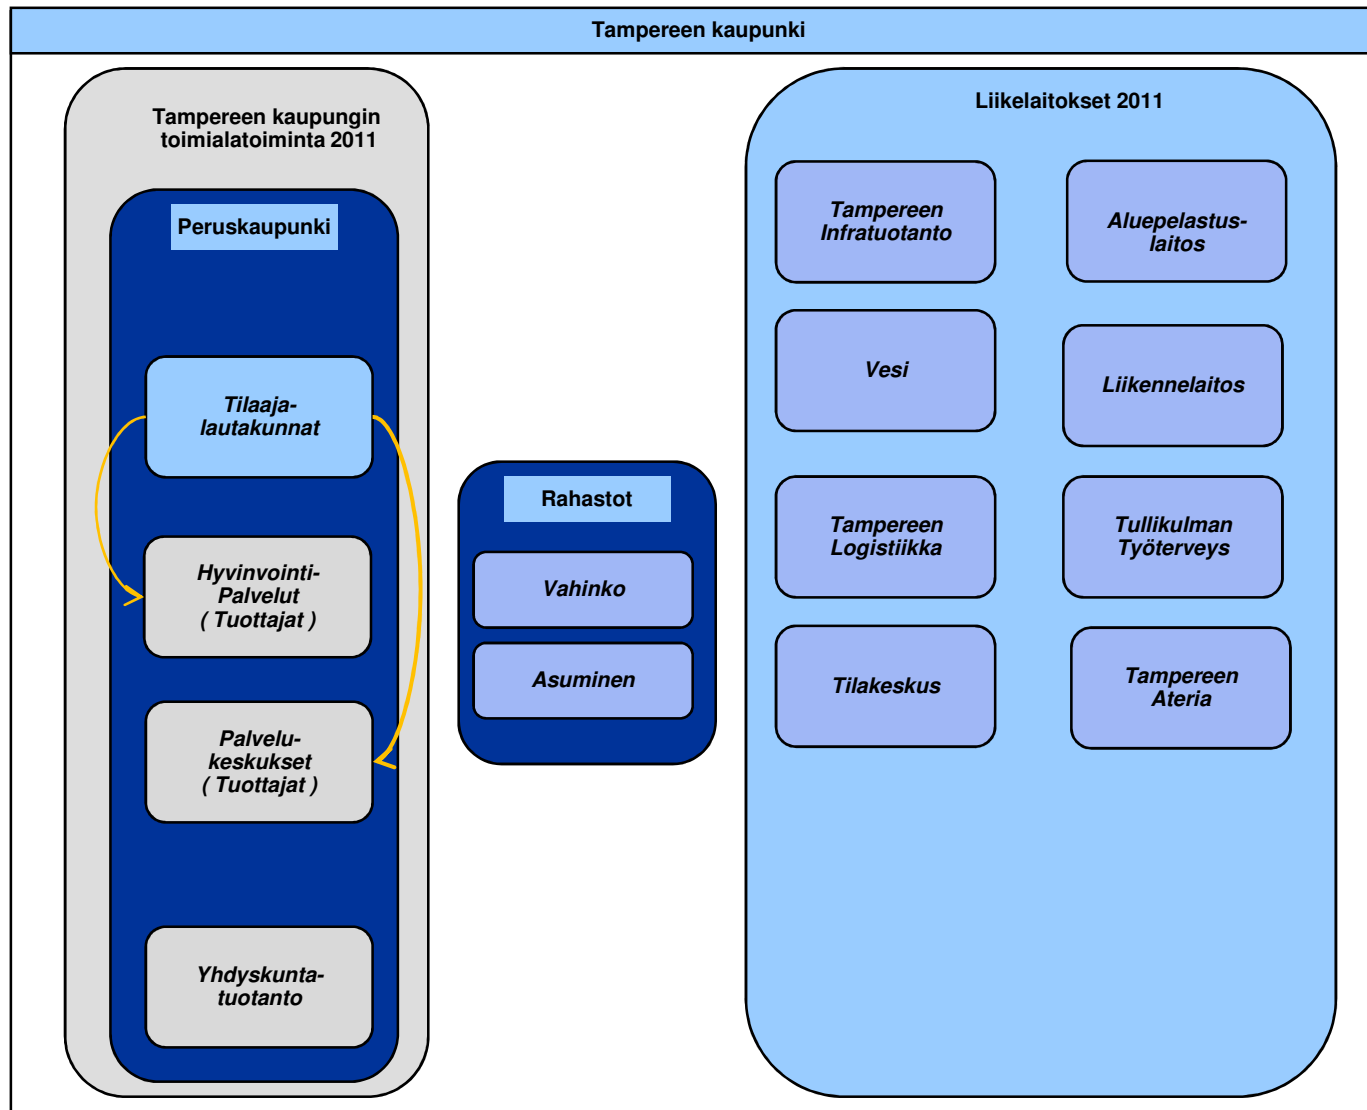 Tampereen kaupunki
Tampereen kaupungin
toimialatoiminta 2011
Peruskaupunki
Tilaaja-
lautakunnat
Hyvinvointi-
Palvelut
( Tuottajat )
Palvelu-
keskukset
( Tuottajat )
Yhdyskunta-
tuotanto
Rahastot
Vahinko
Asuminen
Liikelaitokset 2011
Tampereen
Infratuotanto
Aluepelastus-
laitos
Vesi
Liikennelaitos
Tampereen
Logistiikka
Tullikulman
Työterveys
Tilakeskus
Tampereen
Ateria